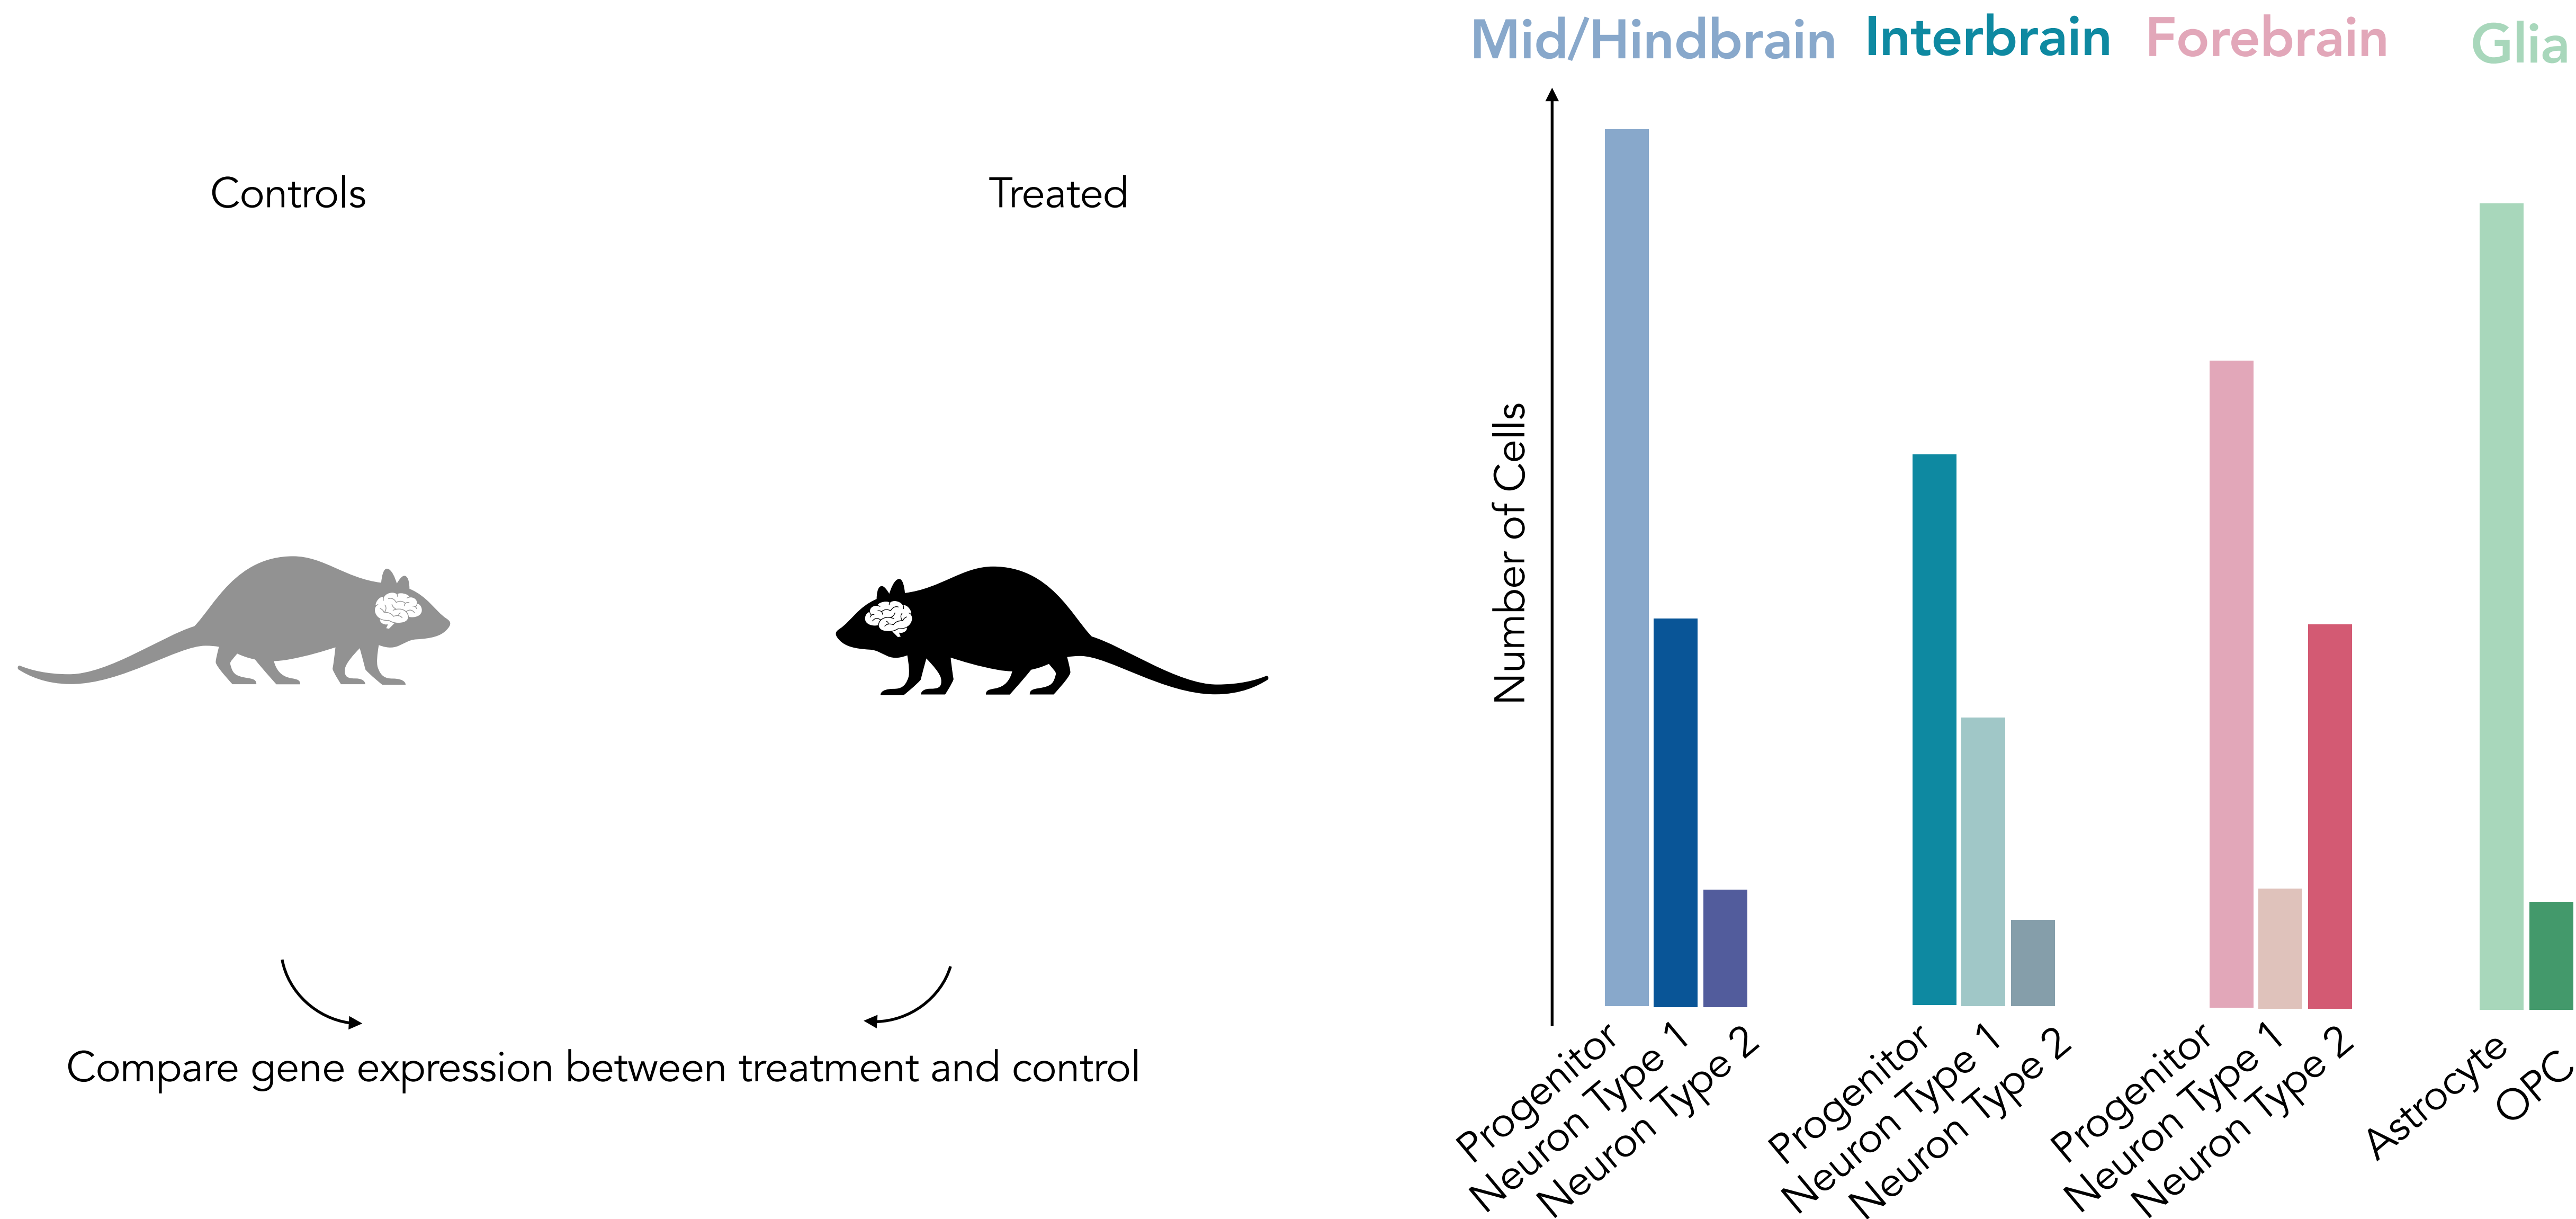 Controls
Treated
Compare gene expression between treatment and control
Mid/Hindbrain
Interbrain
Forebrain
Glia
Number of Cells
Progenitor
Neuron Type 1
Neuron Type 2
Progenitor
Neuron Type 1
Neuron Type 2
Progenitor
Neuron Type 1
Neuron Type 2
Astrocyte
OPC